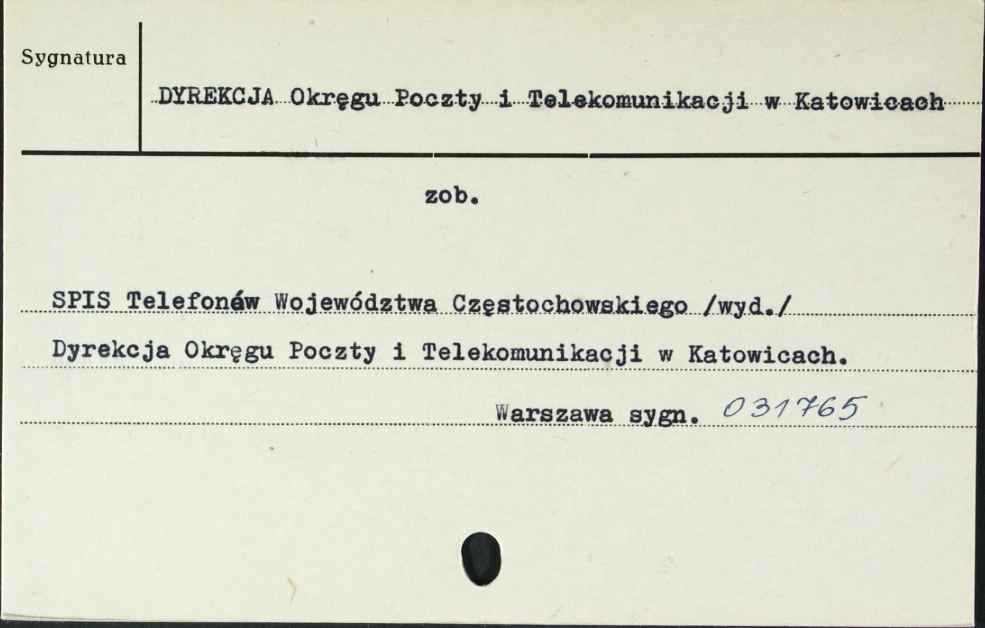 Sygnatura
DYREKCJA Okręgu Poczty i Telekomunikacji w Katowicach
zob.
SPIS Telefonów Województwa Częstochowskiego /wyd./
Dyrekcja Okręgu Poczty i Telekomunikacji w Katowicach.
Warszawa sygn. 031765